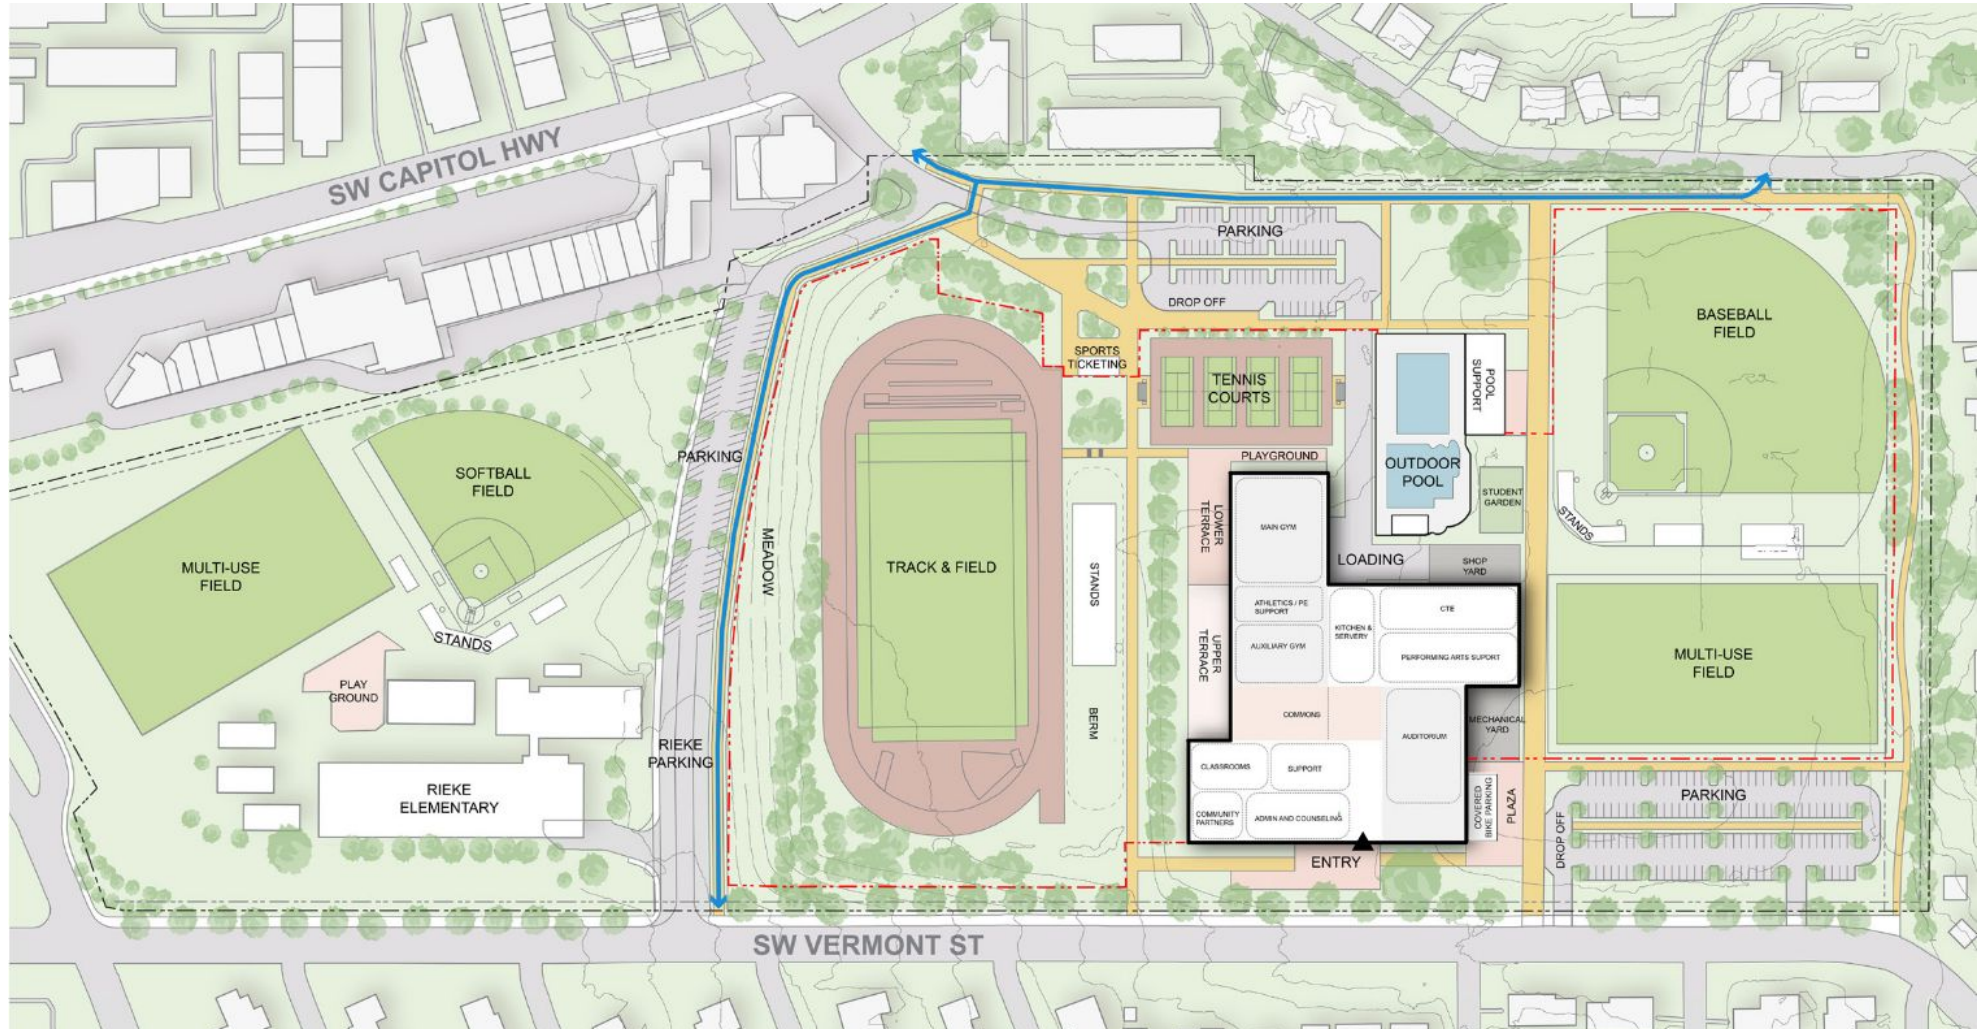 SW CAPITOL HWY
PARKING
DROP OFF
SPORTS
TICKETING
TENNIS
COURTS
POOL
SUPPORT
BASEBALL
FIELD
PARKING
SOFTBALL
FIELD
PLAYGROUND
OUTDOOR
POOL
STUDENT
GARDEN
STANDS
MULTI-USE
FIELD
MEADOW
TRACK & FIELD
STANDS
LOWER
TERRACE
MAIN GYM
LOADING
SHOP
YARD
STANDS
PLAY
GROUND
UPPER
TERRACE
ATHLETICS / PE
SUPPORT
AUXILIARY GYM
KITCHEN &
SERVERY
CTE
PERFORMING ARTS SUPORT
MULTI-USE
FIELD
BERM
COMMONS
AUDITORIUM
MECHANICAL
YARD
RIEKE
PARKING
RIEKE
ELEMENTARY
CLASSROOMS
SUPPORT
COMMUNITY
PARTNERS
ADMIN AND COUNSELING
COVERED
BIKE PARKING
PLAZA
PARKING
DROP OFF
ENTRY
SW VERMONT ST